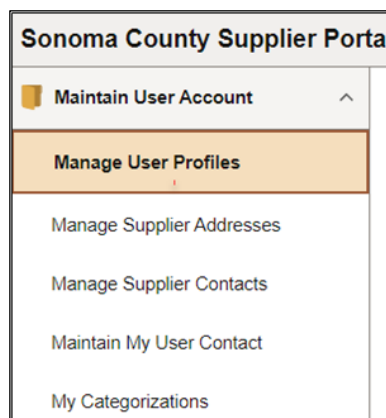 Sonoma County Supplier Porta
Maintain User Account
Manage User Profiles
Manage Supplier Addresses
Manage Supplier Contacts
Maintain My User Contact
My Categorizations